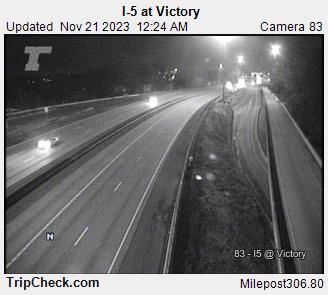 I-5 at Victory
Updated Nov 21 2023 12:24 AM Camera 83
T
N
83 - I5 @ Victory
TripCheck.com Milepost306.80